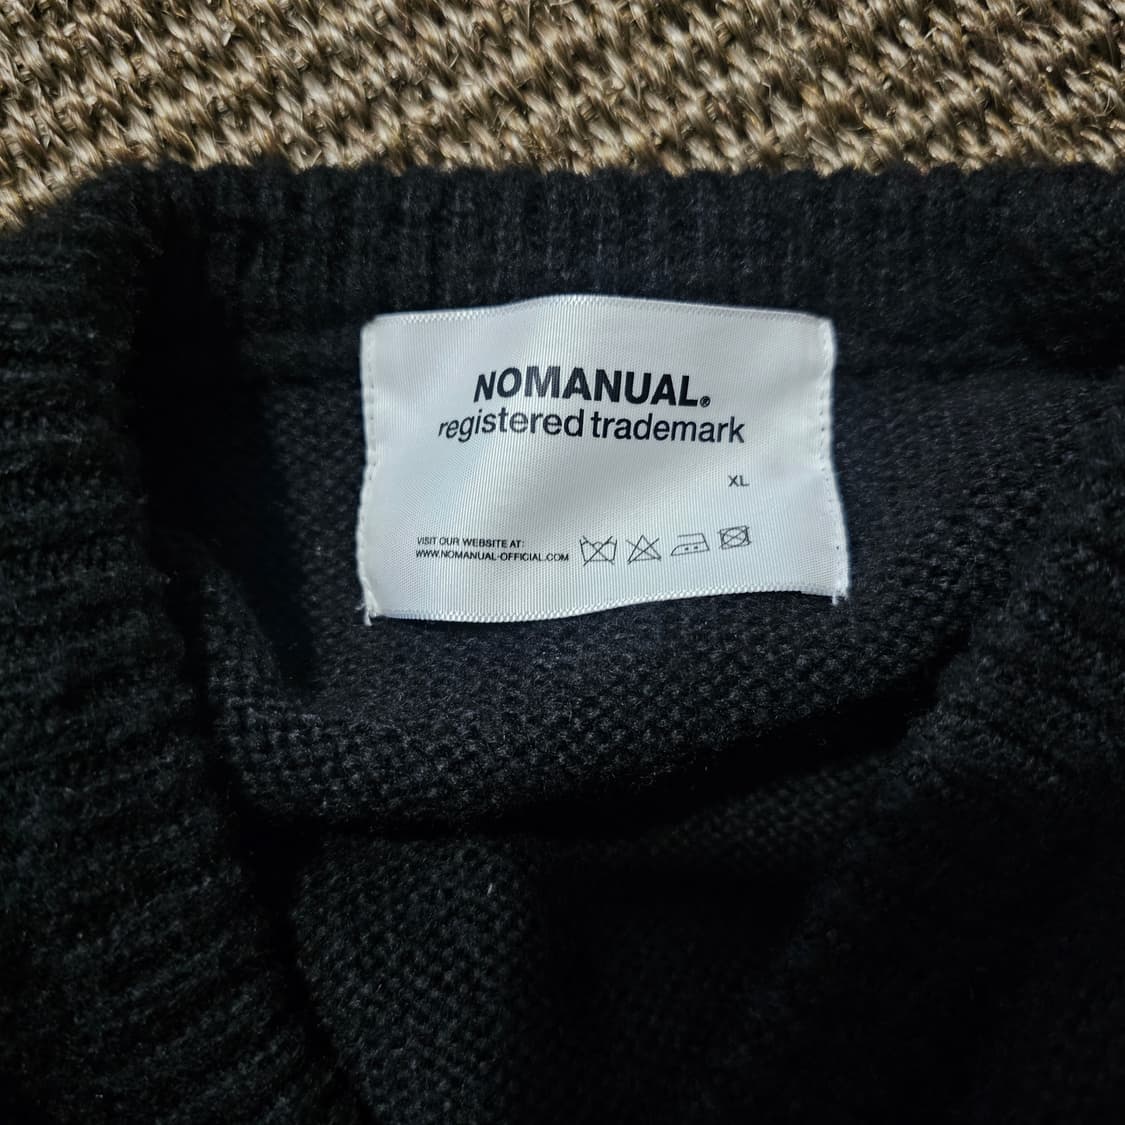 NOMANUAL®
registered trademark
XL
VISIT OUR WEBSITE AT:
WWW.NOMANUAL-OFFICIAL.COM